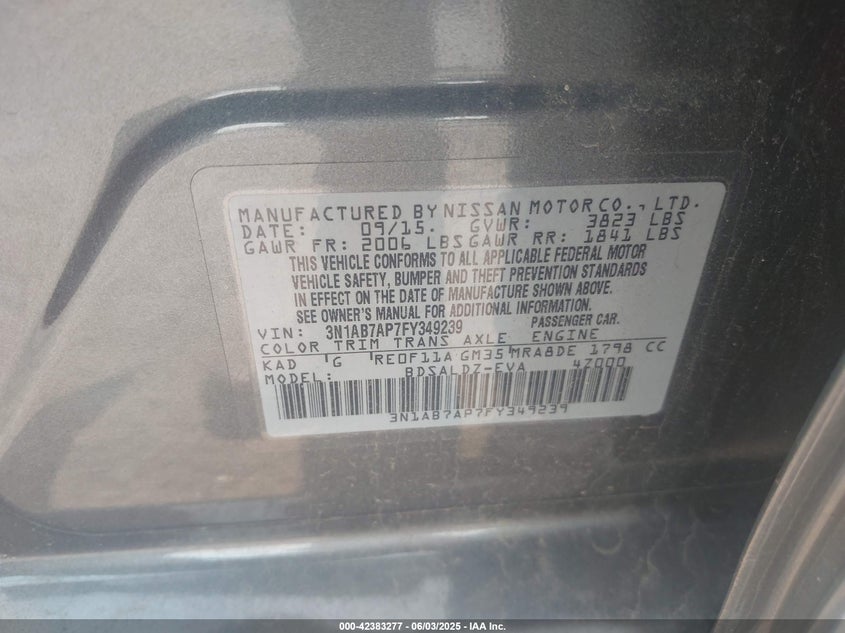 MANUFACTURED BY NISSAN MOTOR CO., LTD.
DATE: 09/15. GVWR: 3823 LBS
GAWR FR: 2006 LBS GAWR RR: 1841 LBS
THIS VEHICLE CONFORMS TO ALL APPLICABLE FEDERAL MOTOR
VEHICLE SAFETY, BUMPER AND THEFT PREVENTION STANDARDS
IN EFFECT ON THE DATE OF MANUFACTURE SHOWN ABOVE.
SEE OWNER'S MANUAL FOR ADDITIONAL INFORMATION.
VIN: 3N1AB7AP7FY349239 PASSENGER CAR.
COLOR TRIM TRANS AXLE ENGINE
KAD G RE0F11A GM35 MRA8DE 1798 CC
MODEL: BDSALDZ-EVA 47000
3N1AB7AP7FY349239
000-42383277 - 06/03/2025 - IAA Inc.